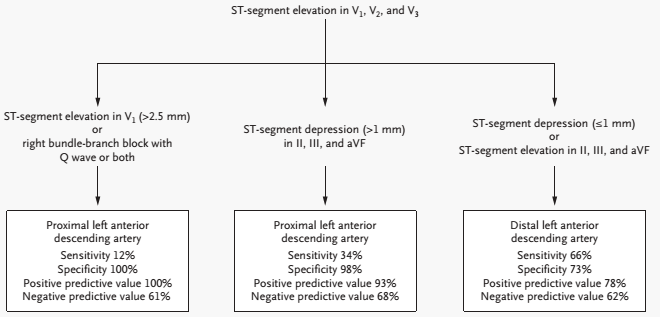 ST-segment elevation in V₁, V₂, and V₃
ST-segment elevation in V₁ (>2.5 mm)
or
right bundle-branch block with
Q wave or both
ST-segment depression (>1 mm)
in II, III, and aVF
ST-segment depression (≤1 mm)
or
ST-segment elevation in II, III, and aVF
Proximal left anterior
descending artery
Sensitivity 12%
Specificity 100%
Positive predictive value 100%
Negative predictive value 61%
Proximal left anterior
descending artery
Sensitivity 34%
Specificity 98%
Positive predictive value 93%
Negative predictive value 68%
Distal left anterior
descending artery
Sensitivity 66%
Specificity 73%
Positive predictive value 78%
Negative predictive value 62%